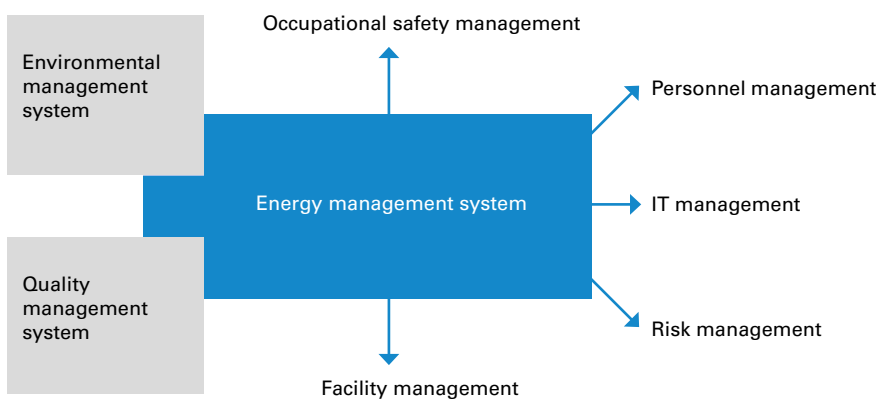 Occupational safety management
Environmental
management
system
Personnel management
Energy management system
IT management
Quality
management
system
Risk management
Facility management